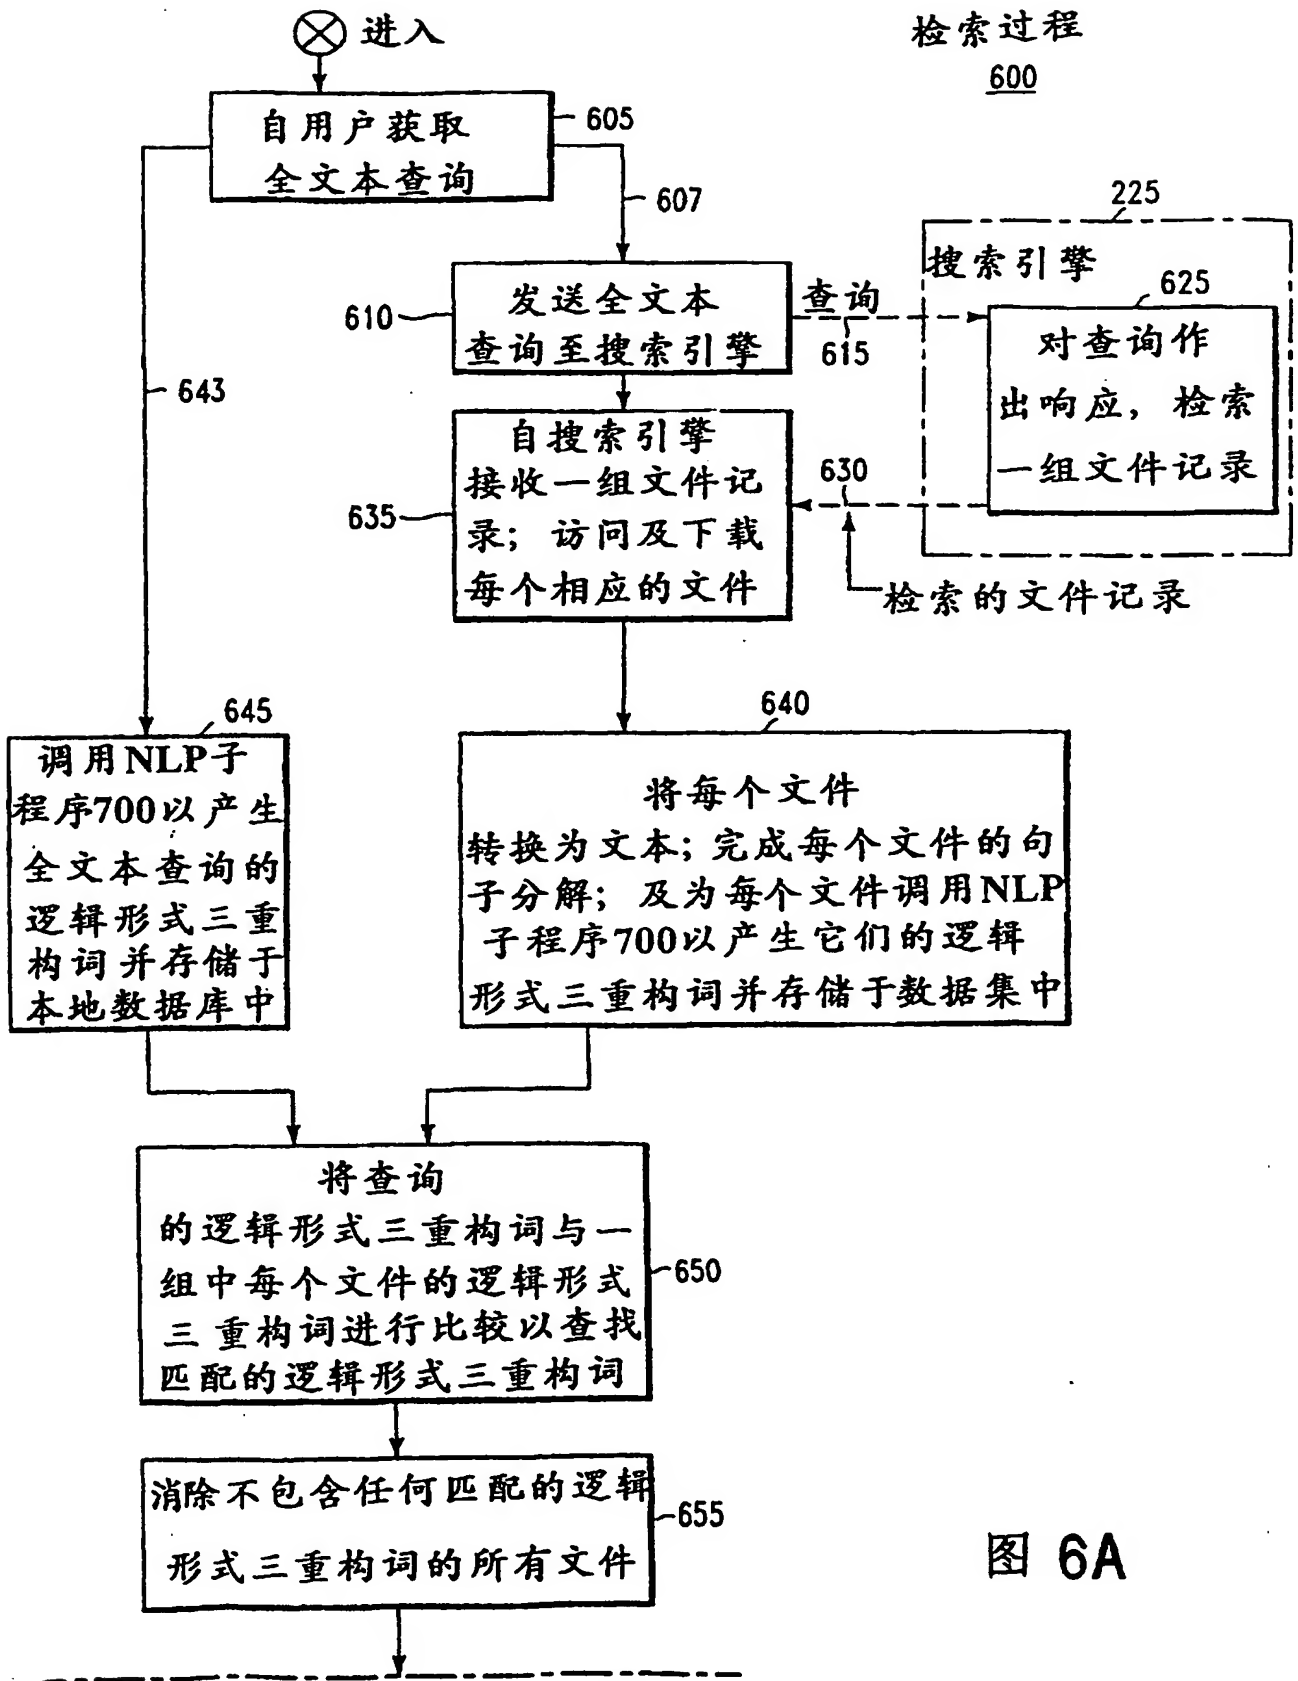 进入
检索过程
600
自用户获取
全文本查询
605
607
643
225
搜索引擎
625
发送全文本
查询至搜索引擎
610
查询
615
对查询作
出响应，检索
一组文件记录
自搜索引擎
接收一组文件记
录；访问及下载
每个相应的文件
635
630
检索的文件记录
645
调用NLP子
程序700以产生
全文本查询的
逻辑形式三重
构词并存储于
本地数据库中
640
将每个文件
转换为文本；完成每个文件的句
子分解；及为每个文件调用NLP
子程序700以产生它们的逻辑
形式三重构词并存储于数据集中
将查询
的逻辑形式三重构词与一
组中每个文件的逻辑形式
三重构词进行比较以查找
匹配的逻辑形式三重构词
650
消除不包含任何匹配的逻辑
形式三重构词的所有文件
655
图 6A